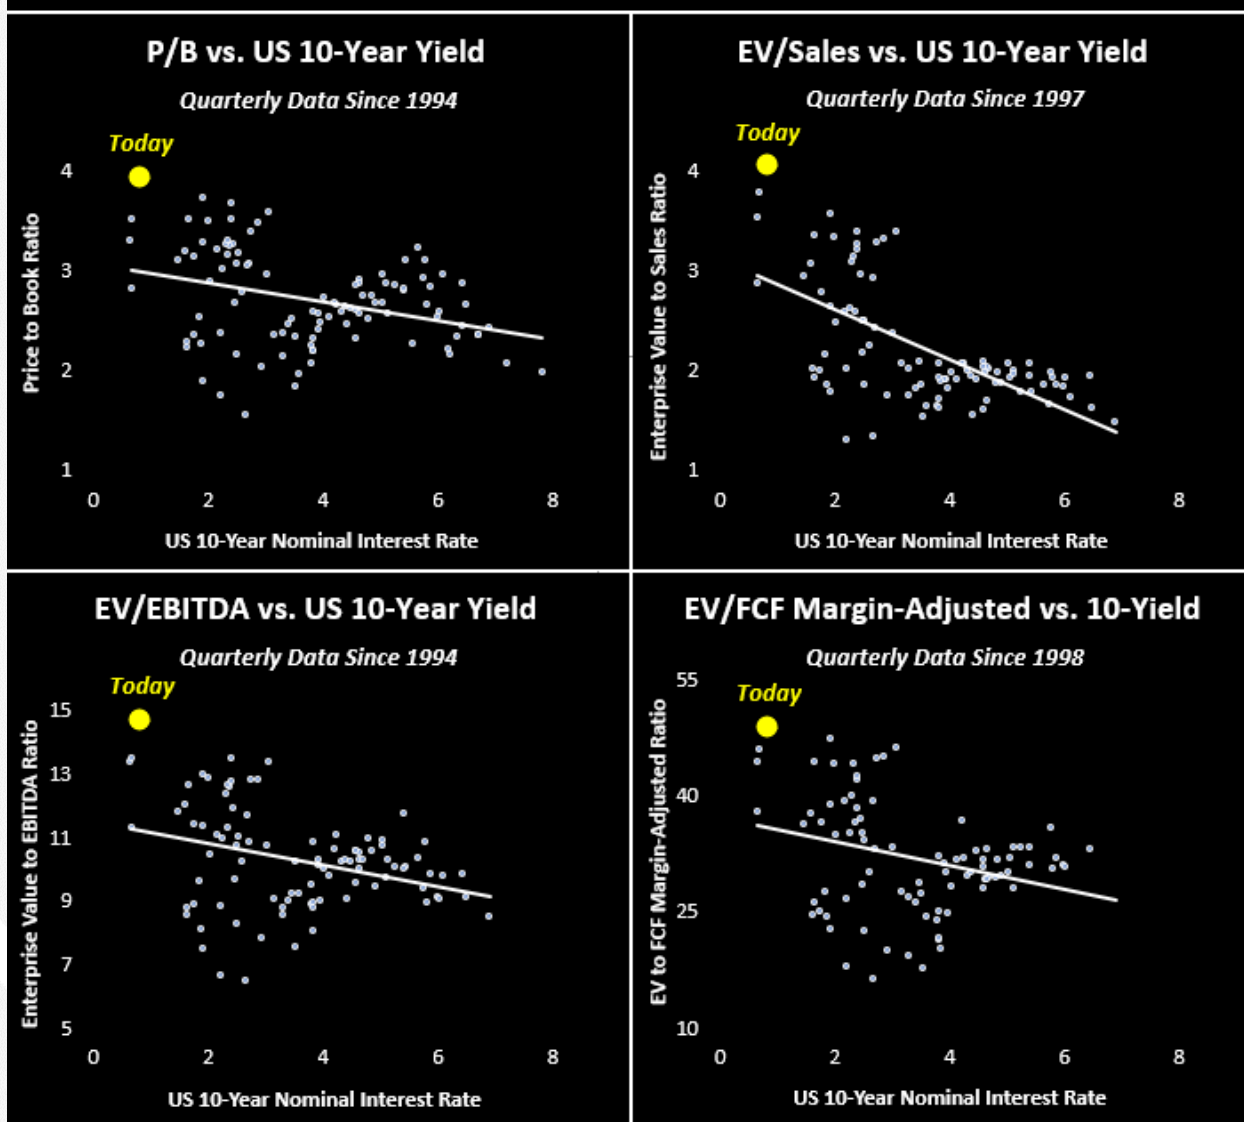 P/B vs. US 10-Year Yield
Quarterly Data Since 1994
Today
Price to Book Ratio
4
3
2
1
0 2 4 6 8
US 10-Year Nominal Interest Rate
EV/Sales vs. US 10-Year Yield
Quarterly Data Since 1997
Today
Enterprise Value to Sales Ratio
4
3
2
1
0 2 4 6 8
US 10-Year Nominal Interest Rate
EV/EBITDA vs. US 10-Year Yield
Quarterly Data Since 1994
Today
Enterprise Value to EBITDA Ratio
15
13
11
9
7
5
0 2 4 6 8
US 10-Year Nominal Interest Rate
EV/FCF Margin-Adjusted vs. 10-Yield
Quarterly Data Since 1998
Today
EV to FCF Margin-Adjusted Ratio
55
40
25
10
0 2 4 6 8
US 10-Year Nominal Interest Rate